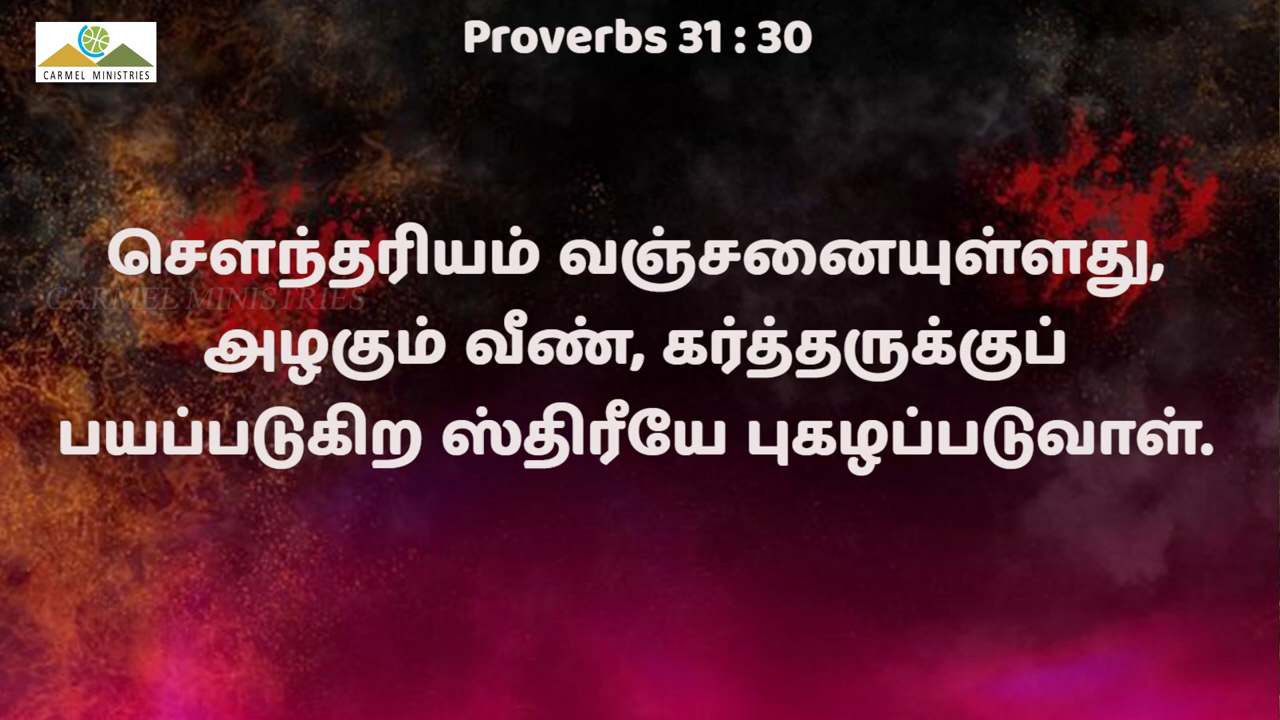 Proverbs 31 : 30
CARMEL MINISTRIES
சௌந்தரியம் வஞ்சனையுள்ளது,
CARMEL MINISTRIES
அழகும் வீண், கர்த்தருக்குப்
பயப்படுகிற ஸ்திரீயே புகழப்படுவாள்.